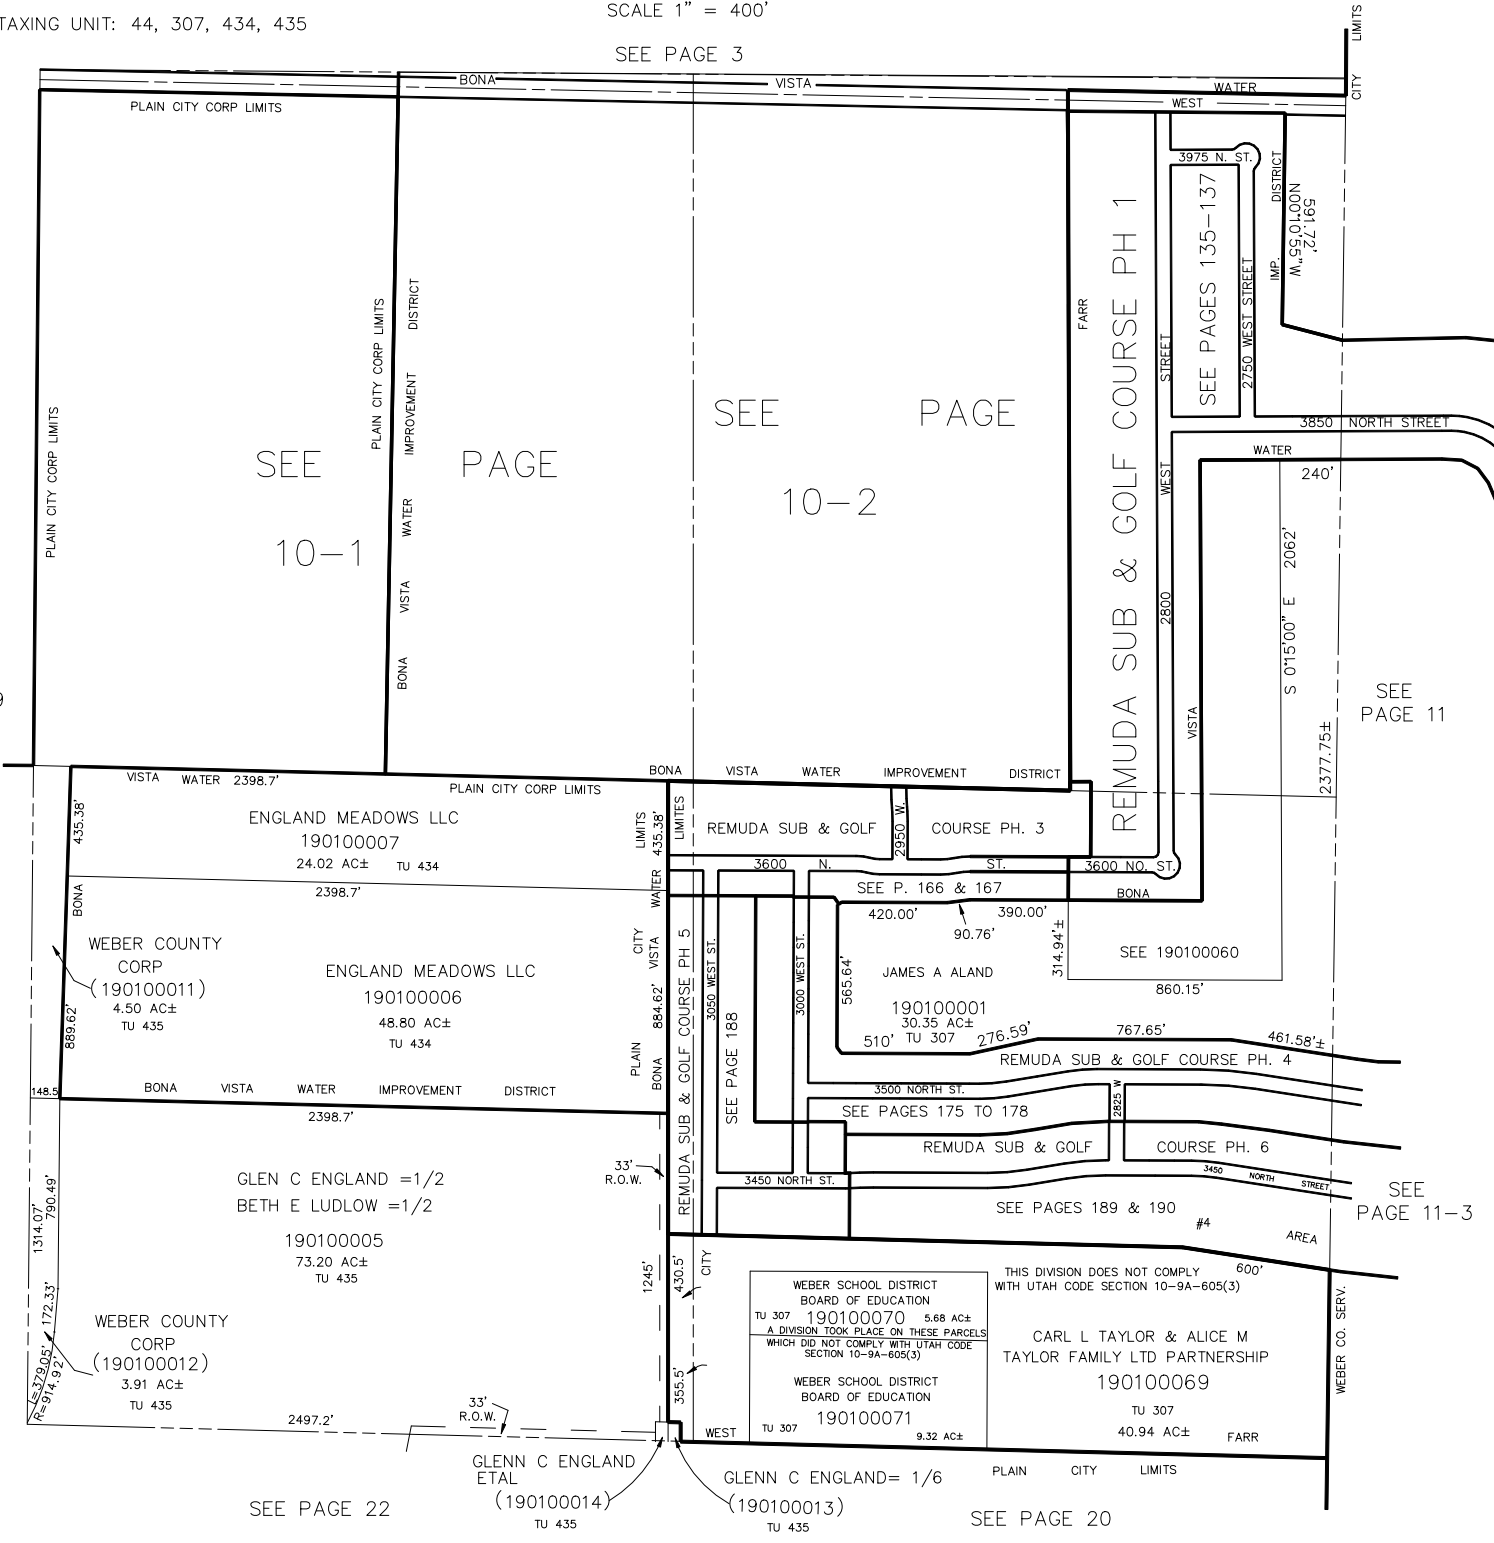 TAXING UNIT: 44, 307, 434, 435
SCALE 1" = 400'
SEE PAGE 3
CITY LIMITS
BONA VISTA WATER
PLAIN CITY CORP LIMITS
WEST
3975 N. ST.
DISTRICT
IMP.
591.72'
N00°10'55"W
SEE PAGES 135-137
2750 WEST STREET
REMUDA SUB & GOLF COURSE PH 1
FARR
2800 WEST STREET
PLAIN CITY CORP LIMITS
PLAIN CITY CORP LIMITS
BONA VISTA WATER IMPROVEMENT DISTRICT
SEE PAGE
10-1
SEE PAGE
10-2
3850 NORTH STREET
WATER
240'
S 0°15'00" E 2062'
VISTA
2377.75±
SEE
PAGE 11
9
VISTA WATER 2398.7'
PLAIN CITY CORP LIMITS
BONA VISTA WATER IMPROVEMENT DISTRICT
435.38'
ENGLAND MEADOWS LLC
190100007
24.02 AC± TU 434
LIMITS
435.38'
LIMITES
REMUDA SUB & GOLF COURSE PH. 3
2950 W.
3600 N. ST.
3600 NO. ST.
2398.7'
BONA
WATER
SEE P. 166 & 167
BONA
420.00'
390.00'
90.76'
314.94'±
SEE 190100060
860.15'
WEBER COUNTY
CORP
(190100011)
4.50 AC±
TU 435
889.62'
ENGLAND MEADOWS LLC
190100006
48.80 AC±
TU 434
CITY
VISTA
884.62'
PLAIN
BONA
REMUDA SUB & GOLF COURSE PH 5
3050 WEST ST.
SEE PAGE 188
3000 WEST ST.
565.64'
JAMES A ALAND
190100001
30.35 AC±
TU 307
510'
276.59'
767.65'
461.58'±
REMUDA SUB & GOLF COURSE PH. 4
148.5
BONA VISTA WATER IMPROVEMENT DISTRICT
2398.7'
3500 NORTH ST.
2825 W
SEE PAGES 175 TO 178
REMUDA SUB & GOLF COURSE PH. 6
33'
R.O.W.
3450 NORTH ST.
3450 NORTH STREET
SEE
PAGE 11-3
SEE PAGES 189 & 190
#4 AREA
600'
790.49'
1314.07'
GLEN C ENGLAND =1/2
BETH E LUDLOW =1/2
190100005
73.20 AC±
TU 435
1245'
430.5'
CITY
172.33'
WEBER COUNTY
CORP
(190100012)
3.91 AC±
TU 435
L=379.05'
R=914.92'
WEBER SCHOOL DISTRICT
BOARD OF EDUCATION
TU 307 190100070 5.68 AC±
A DIVISION TOOK PLACE ON THESE PARCELS
WHICH DID NOT COMPLY WITH UTAH CODE
SECTION 10-9A-605(3)
WEBER SCHOOL DISTRICT
BOARD OF EDUCATION
190100071
TU 307
9.32 AC±
355.5'
THIS DIVISION DOES NOT COMPLY
WITH UTAH CODE SECTION 10-9A-605(3)
CARL L TAYLOR & ALICE M
TAYLOR FAMILY LTD PARTNERSHIP
190100069
TU 307
40.94 AC±
FARR
WEBER CO. SERV.
2497.2'
33'
R.O.W.
WEST
PLAIN CITY LIMITS
GLENN C ENGLAND
ETAL
(190100014)
TU 435
GLENN C ENGLAND= 1/6
(190100013)
TU 435
SEE PAGE 22
SEE PAGE 20